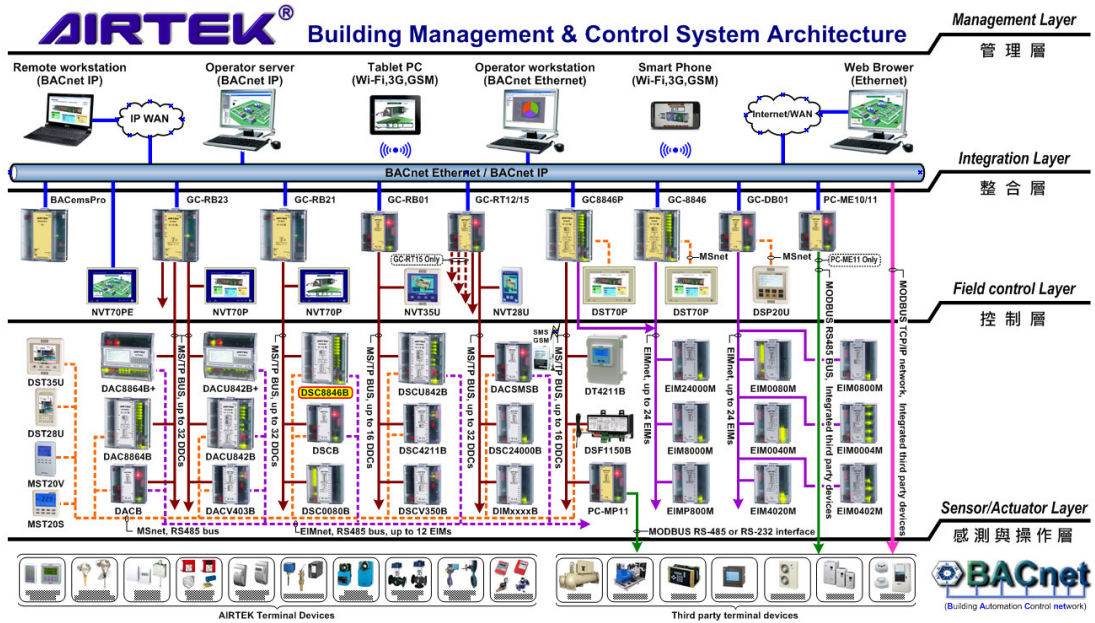 AIRTEK®
Building Management & Control System Architecture
Management Layer
管理層
Remote workstation
(BACnet IP)
Operator server
(BACnet IP)
Tablet PC
(Wi-Fi,3G,GSM)
Operator workstation
(BACnet Ethernet)
Smart Phone
(Wi-Fi,3G,GSM)
Web Brower
(Ethernet)
IP WAN
Internet/WAN
BACnet Ethernet / BACnet IP
Integration Layer
整合層
BACemsPro
GC-RB23
GC-RB21
GC-RB01
GC-RT12/15
GC8846P
GC-8846
GC-DB01
PC-ME10/11
GC-RT15 Only
MSnet
MSnet
PC-ME11 Only
NVT70PE
NVT70P
NVT70P
NVT35U
NVT28U
DST70P
DST70P
DSP20U
Field control Layer
控制層
MS/TP BUS, up to 32 DDCs
MS/TP BUS, up to 32 DDCs
MS/TP BUS, up to 16 DDCs
MS/TP BUS, up to 32 DDCs
MS/TP BUS, up to 16 DDCs
EIMnet, up to 24 EIMs
EIMnet, up to 24 EIMs
MODBUS RS485 BUS, Integrated third party devices
MODBUS TCP/IP network, Integrated third party devices
SMS
GSM
DST35U
DAC8864B+
DACU842B+
DSC8846B
DSCU842B
DACSMSB
DT4211B
EIM24000M
EIM0080M
EIM0800M
DST28U
DAC8864B
DACU842B
DSCB
DSC4211B
DSC24000B
DSF1150B
EIM8000M
EIM0040M
EIM0004M
MST20V
MST20S
DACB
DACV403B
DSC0080B
DSCV350B
DIMxxxxB
PC-MP11
EIMP800M
EIM4020M
EIM0402M
MSnet, RS485 bus
EIMnet, RS485 bus, up to 12 EIMs
MODBUS RS-485 or RS-232 interface
Sensor/Actuator Layer
感測與操作層
AIRTEK Terminal Devices
Third party terminal devices
BACnet
(Building Automation Control network)